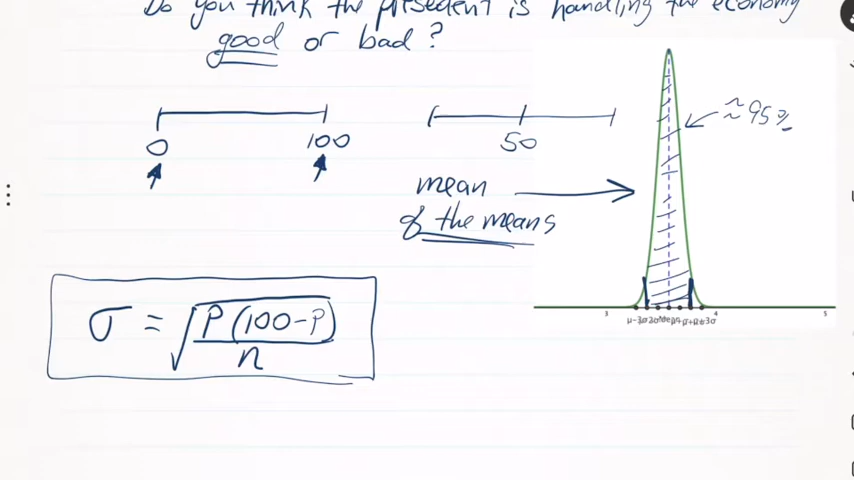 Do you think the presedent is handling the economy
good or bad?
0
100
50
≈95%
mean
of the means
σ = √P(100-P)/n
3
4
5